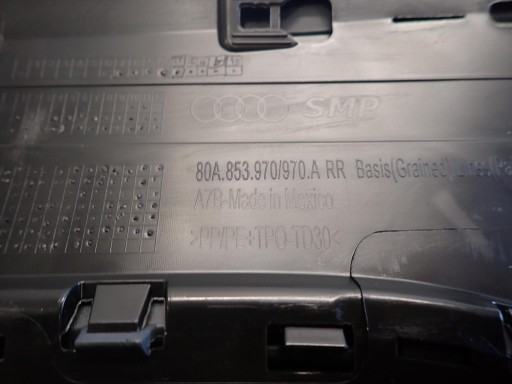 SMP
80A.853.970/970.A RR Basis(Grained)
A7B-Made in Mexico
>PP/PE+TPO-TD30<